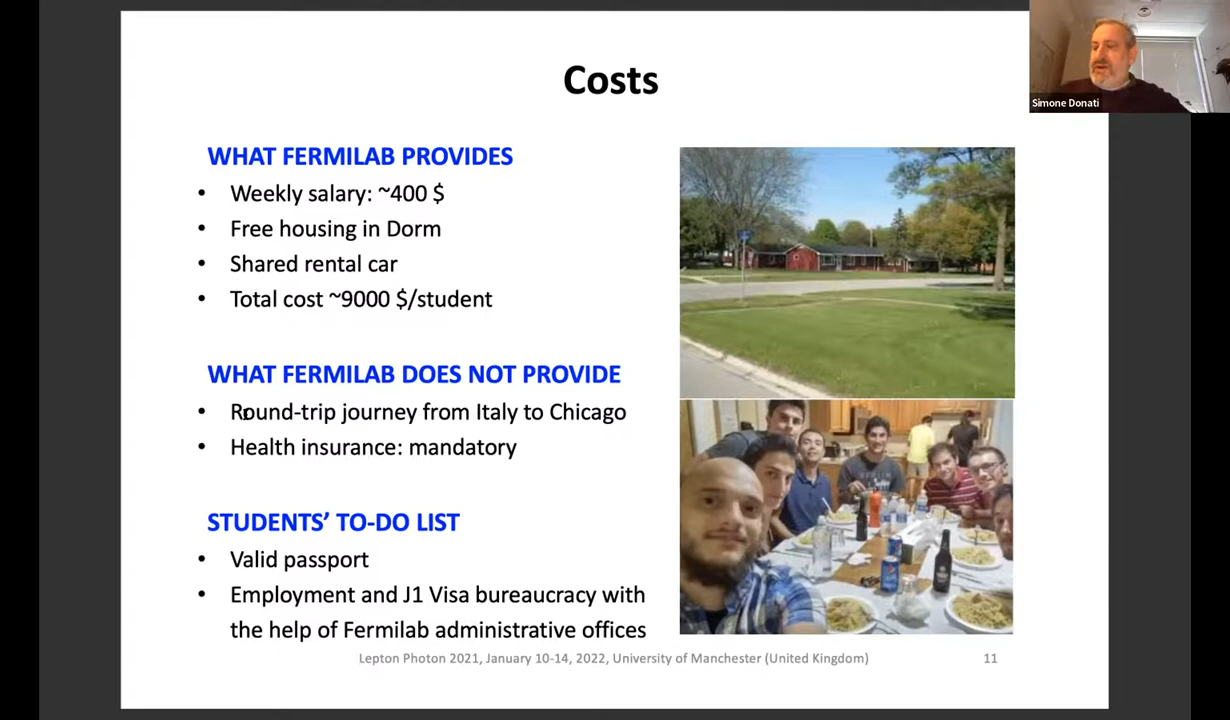 Costs
Simone Donati
WHAT FERMILAB PROVIDES
• Weekly salary: ~400 $
• Free housing in Dorm
• Shared rental car
• Total cost ~9000 $/student
WHAT FERMILAB DOES NOT PROVIDE
• Round-trip journey from Italy to Chicago
• Health insurance: mandatory
STUDENTS’ TO-DO LIST
• Valid passport
• Employment and J1 Visa bureaucracy with
the help of Fermilab administrative offices
Lepton Photon 2021, January 10-14, 2022, University of Manchester (United Kingdom)
11